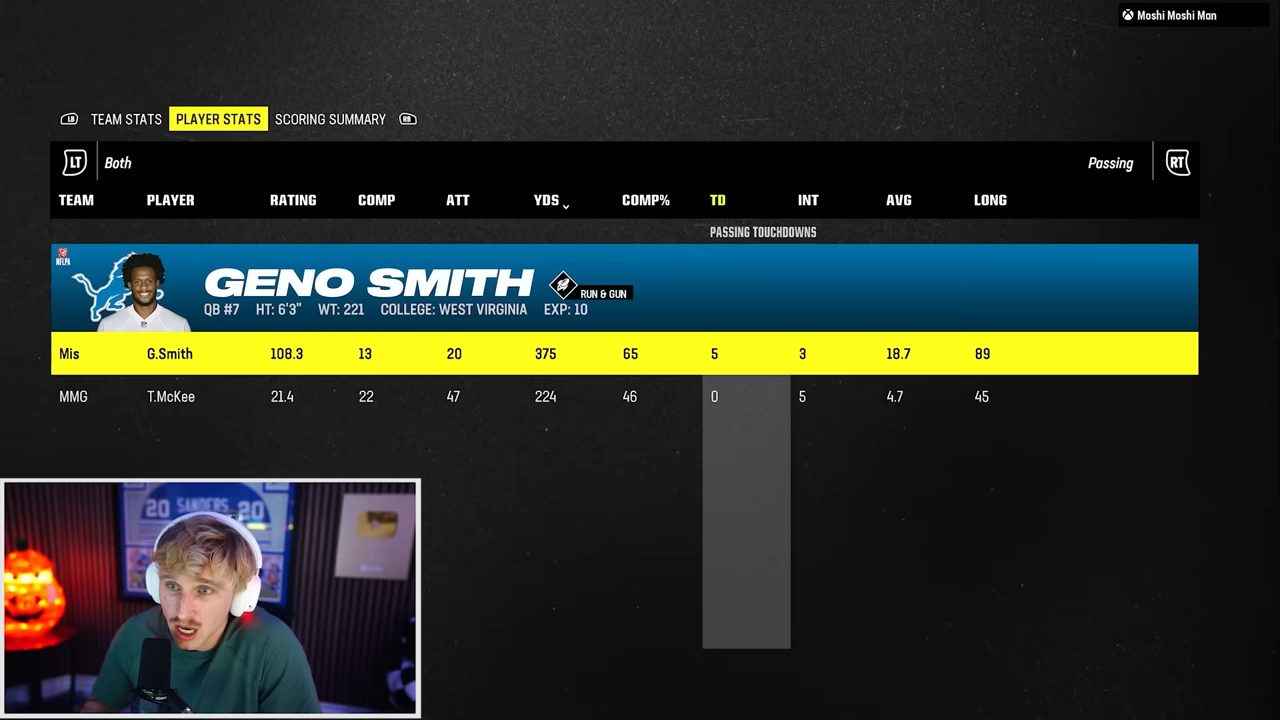 Moshi Moshi Man
LB TEAM STATS PLAYER STATS SCORING SUMMARY RB
LT Both Passing RT
TEAM PLAYER RATING COMP ATT YDS COMP% TD INT AVG LONG
PASSING TOUCHDOWNS
NFLPA
GENO SMITH RUN & GUN
QB #7 HT: 6'3" WT: 221 COLLEGE: WEST VIRGINIA EXP: 10
Mis G.Smith 108.3 13 20 375 65 5 3 18.7 89
MMG T.McKee 21.4 22 47 224 46 0 5 4.7 45
20 SANDERS 20